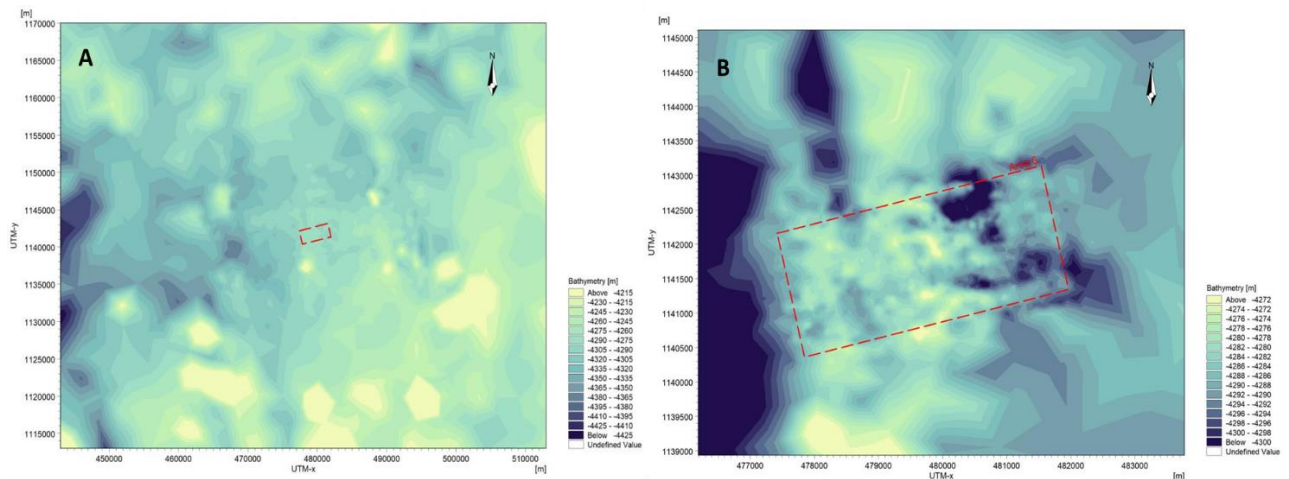 [m]
1170000
1165000
1160000
1155000
1150000
1145000
1140000
1135000
1130000
1125000
1120000
1115000
UTM-y
A
N
450000 460000 470000 480000 490000 500000 510000
UTM-x [m]
Bathymetry [m]
Above -4215
-4230 - -4215
-4245 - -4230
-4260 - -4245
-4275 - -4260
-4290 - -4275
-4305 - -4290
-4320 - -4305
-4335 - -4320
-4350 - -4335
-4365 - -4350
-4380 - -4365
-4395 - -4380
-4410 - -4395
-4425 - -4410
Below -4425
Undefined Value
[m]
1145000
1144500
1144000
1143500
1143000
1142500
1142000
1141500
1141000
1140500
1140000
1139500
1139000
UTM-y
B
N
477000 478000 479000 480000 481000 482000 483000
UTM-x [m]
Bathymetry [m]
Above -4272
-4274 - -4272
-4276 - -4274
-4278 - -4276
-4280 - -4278
-4282 - -4280
-4284 - -4282
-4286 - -4284
-4288 - -4286
-4290 - -4288
-4292 - -4290
-4294 - -4292
-4296 - -4294
-4298 - -4296
-4300 - -4298
Below -4300
Undefined Value